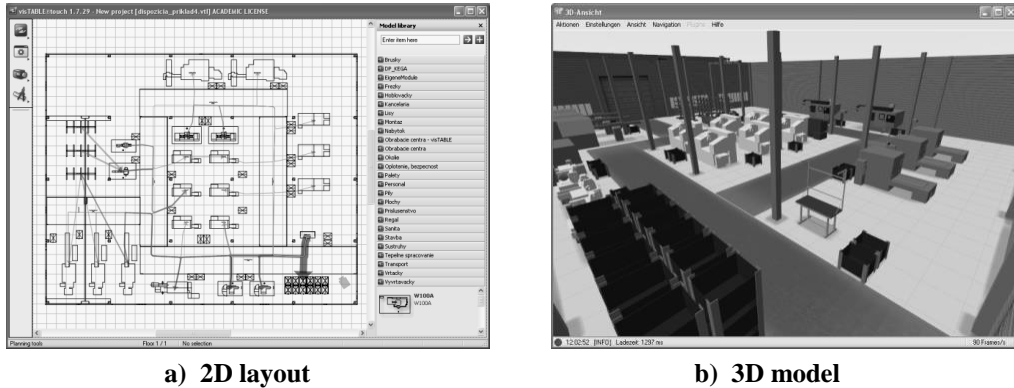 visTABLE®touch 1.7.29 - New project [dispozicia_priklad4.vtl] ACADEMIC LICENSE
Model library
Enter item here
Brusky
DP_KEGA
EigeneModule
Frezky
Hoblovacky
Kancelaria
Lisy
Montaz
Nabytok
Obrabacie centra - visTABLE
Obrabacie centra
Okolie
Oplotenie, bezpecnost
Palety
Personal
Pily
Plochy
Prislusenstvo
Regal
Sanita
Stavba
Sustruhy
Tepelne spracovanie
Transport
Vrtacky
Vyvrtavacky
W100A
W100A
Planning tools Floor 1 / 1 No selection
3D-Ansicht
Aktionen Einstellungen Ansicht Navigation Plugins Hilfe
12:02:52 [INFO] Ladezeit: 1297 ms 90 Frames/s
a) 2D layout b) 3D model